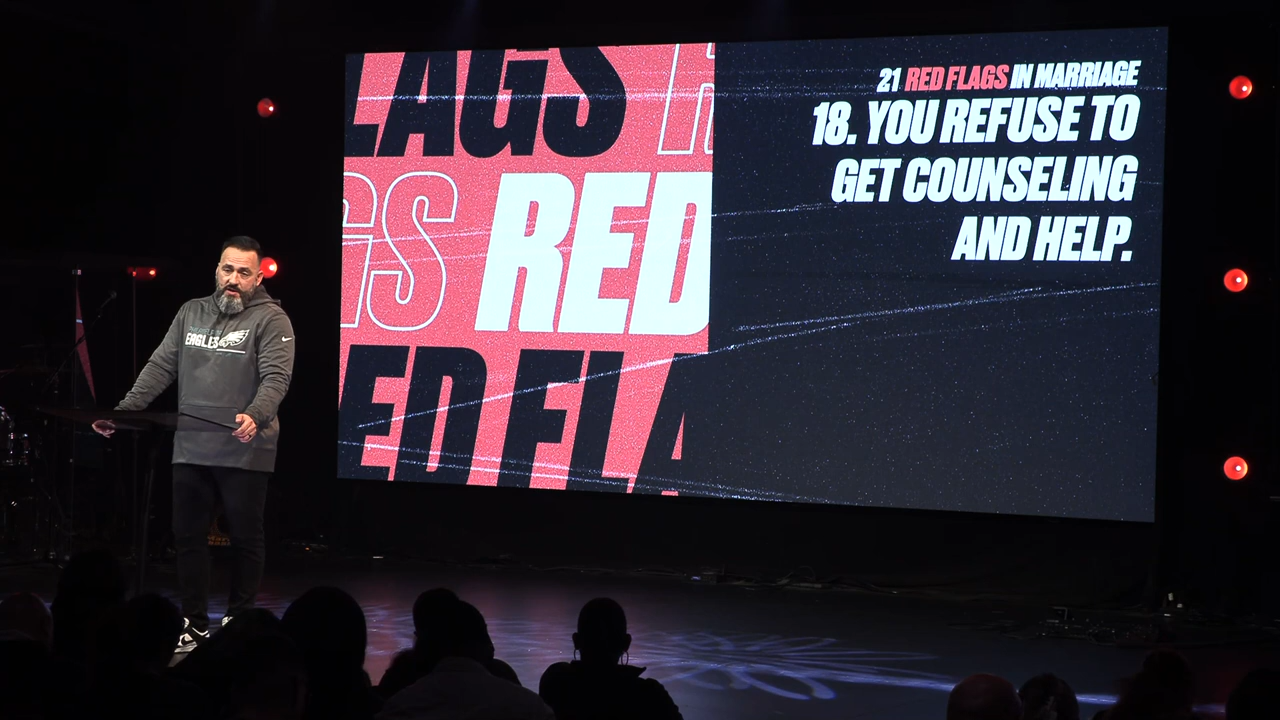 LAGS R
GS RED
ED FLA
21 RED FLAGS IN MARRIAGE
18. YOU REFUSE TO
GET COUNSELING
AND HELP.
EAGLES